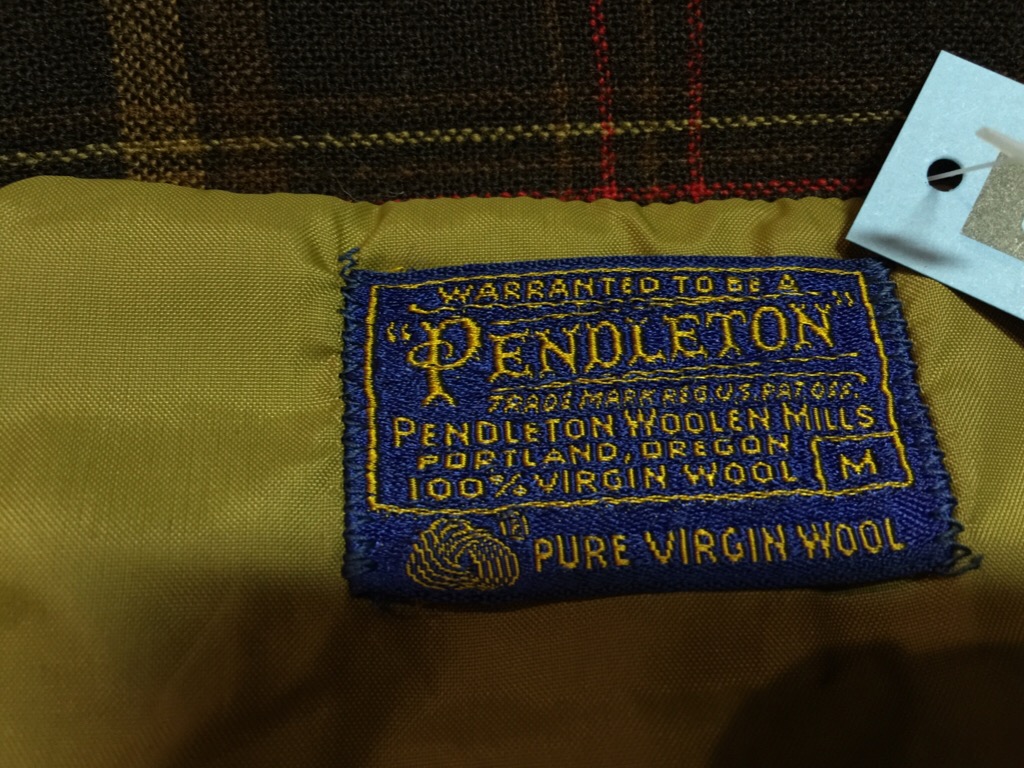 WARRANTED TO BE A
"PENDLETON"
TRADE MARK REG. U.S. PAT. OFF.
PENDLETON WOOLEN MILLS
PORTLAND, OREGON
100% VIRGIN WOOL
M
PURE VIRGIN WOOL